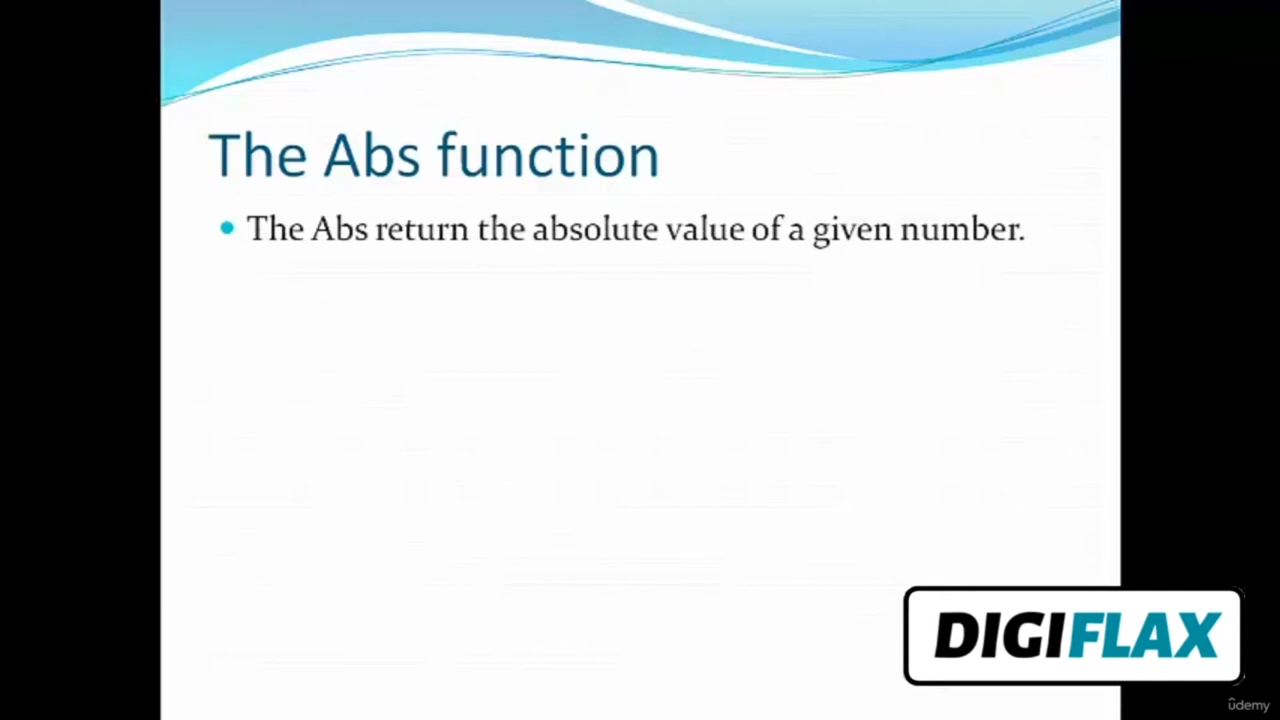 The Abs function
• The Abs return the absolute value of a given number.
DIGIFLAX
ûdemy